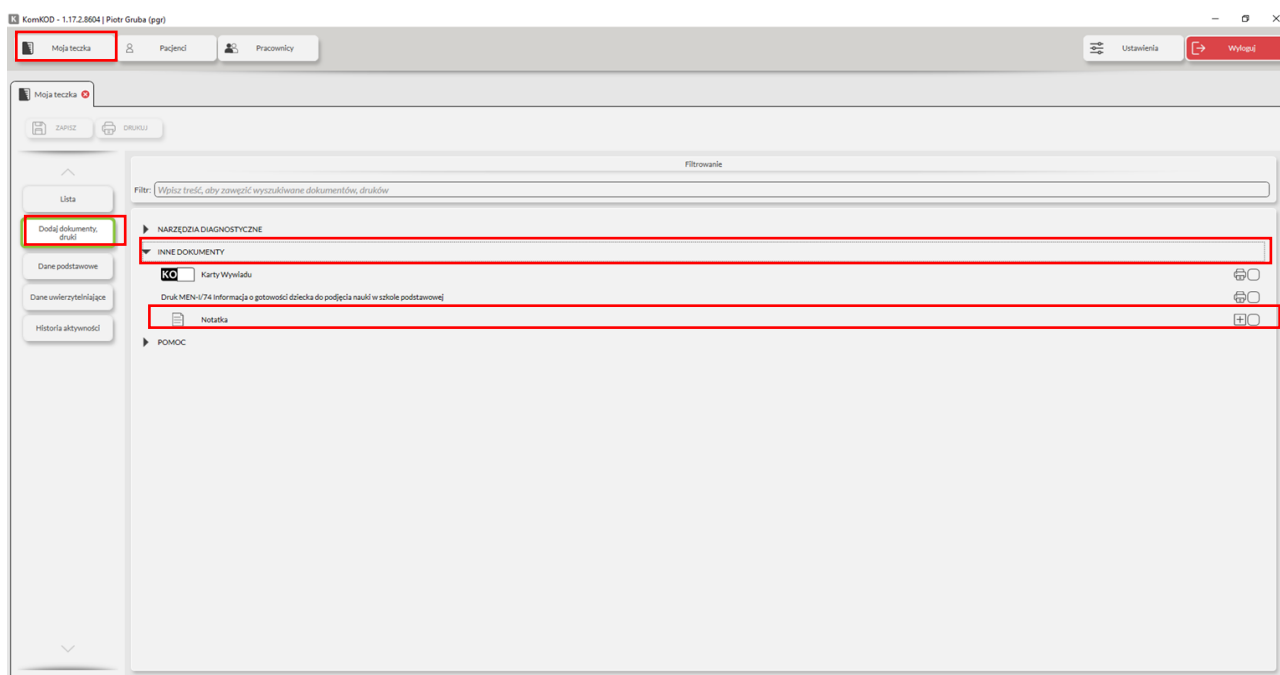 KomKOD - 1.17.2.8604 | Piotr Gruba (pgr)
Moja teczka
Pacjenci
Pracownicy
Ustawienia
Wyloguj
Moja teczka
ZAPISZ
DRUKUJ
Filtrowanie
Filtr: Wpisz treść, aby zawęzić wyszukiwane dokumentów, druków
Lista
Dodaj dokumenty,
druki
Dane podstawowe
Dane uwierzytelniające
Historia aktywności
NARZĘDZIA DIAGNOSTYCZNE
INNE DOKUMENTY
KO Karty Wywiadu
Druk MEN-I/74 Informacja o gotowości dziecka do podjęcia nauki w szkole podstawowej
Notatka
POMOC